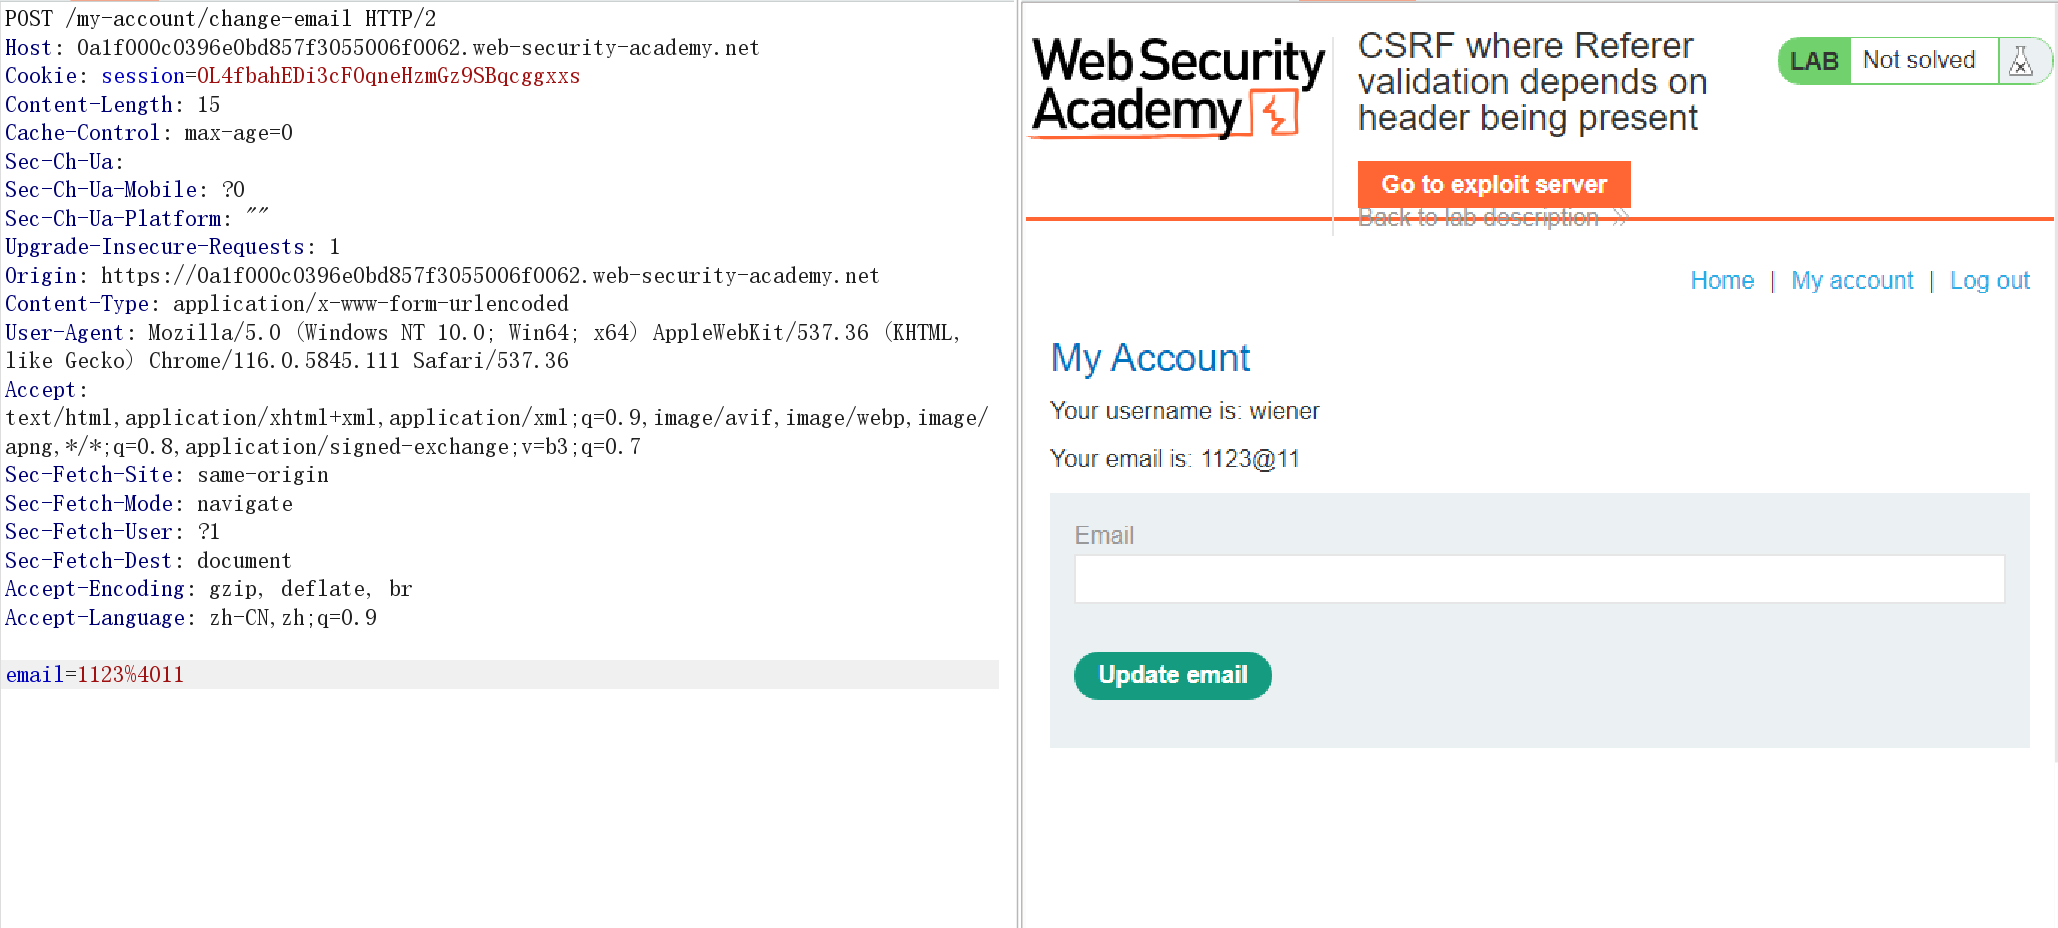 POST /my-account/change-email HTTP/2
Host: 0a1f000c0396e0bd857f3055006f0062.web-security-academy.net
Cookie: session=0L4fbahEDi3cF0qneHzmGz9SBqcggxxs
Content-Length: 15
Cache-Control: max-age=0
Sec-Ch-Ua:
Sec-Ch-Ua-Mobile: ?0
Sec-Ch-Ua-Platform: ""
Upgrade-Insecure-Requests: 1
Origin: https://0a1f000c0396e0bd857f3055006f0062.web-security-academy.net
Content-Type: application/x-www-form-urlencoded
User-Agent: Mozilla/5.0 (Windows NT 10.0; Win64; x64) AppleWebKit/537.36 (KHTML,
like Gecko) Chrome/116.0.5845.111 Safari/537.36
Accept:
text/html,application/xhtml+xml,application/xml;q=0.9,image/avif,image/webp,image/
apng,*/*;q=0.8,application/signed-exchange;v=b3;q=0.7
Sec-Fetch-Site: same-origin
Sec-Fetch-Mode: navigate
Sec-Fetch-User: ?1
Sec-Fetch-Dest: document
Accept-Encoding: gzip, deflate, br
Accept-Language: zh-CN,zh;q=0.9
email=1123%4011
Web Security
Academy
CSRF where Referer
validation depends on
header being present
LAB Not solved
Go to exploit server
Back to lab description
Home | My account | Log out
My Account
Your username is: wiener
Your email is: 1123@11
Email
Update email